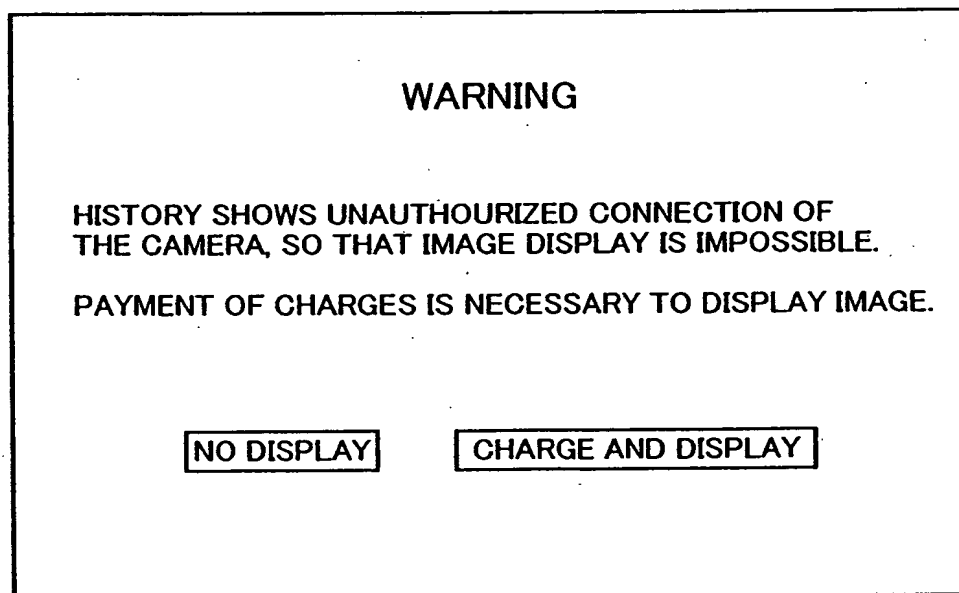 WARNING
HISTORY SHOWS UNAUTHOURIZED CONNECTION OF
THE CAMERA, SO THAT IMAGE DISPLAY IS IMPOSSIBLE.
PAYMENT OF CHARGES IS NECESSARY TO DISPLAY IMAGE.
NO DISPLAY
CHARGE AND DISPLAY